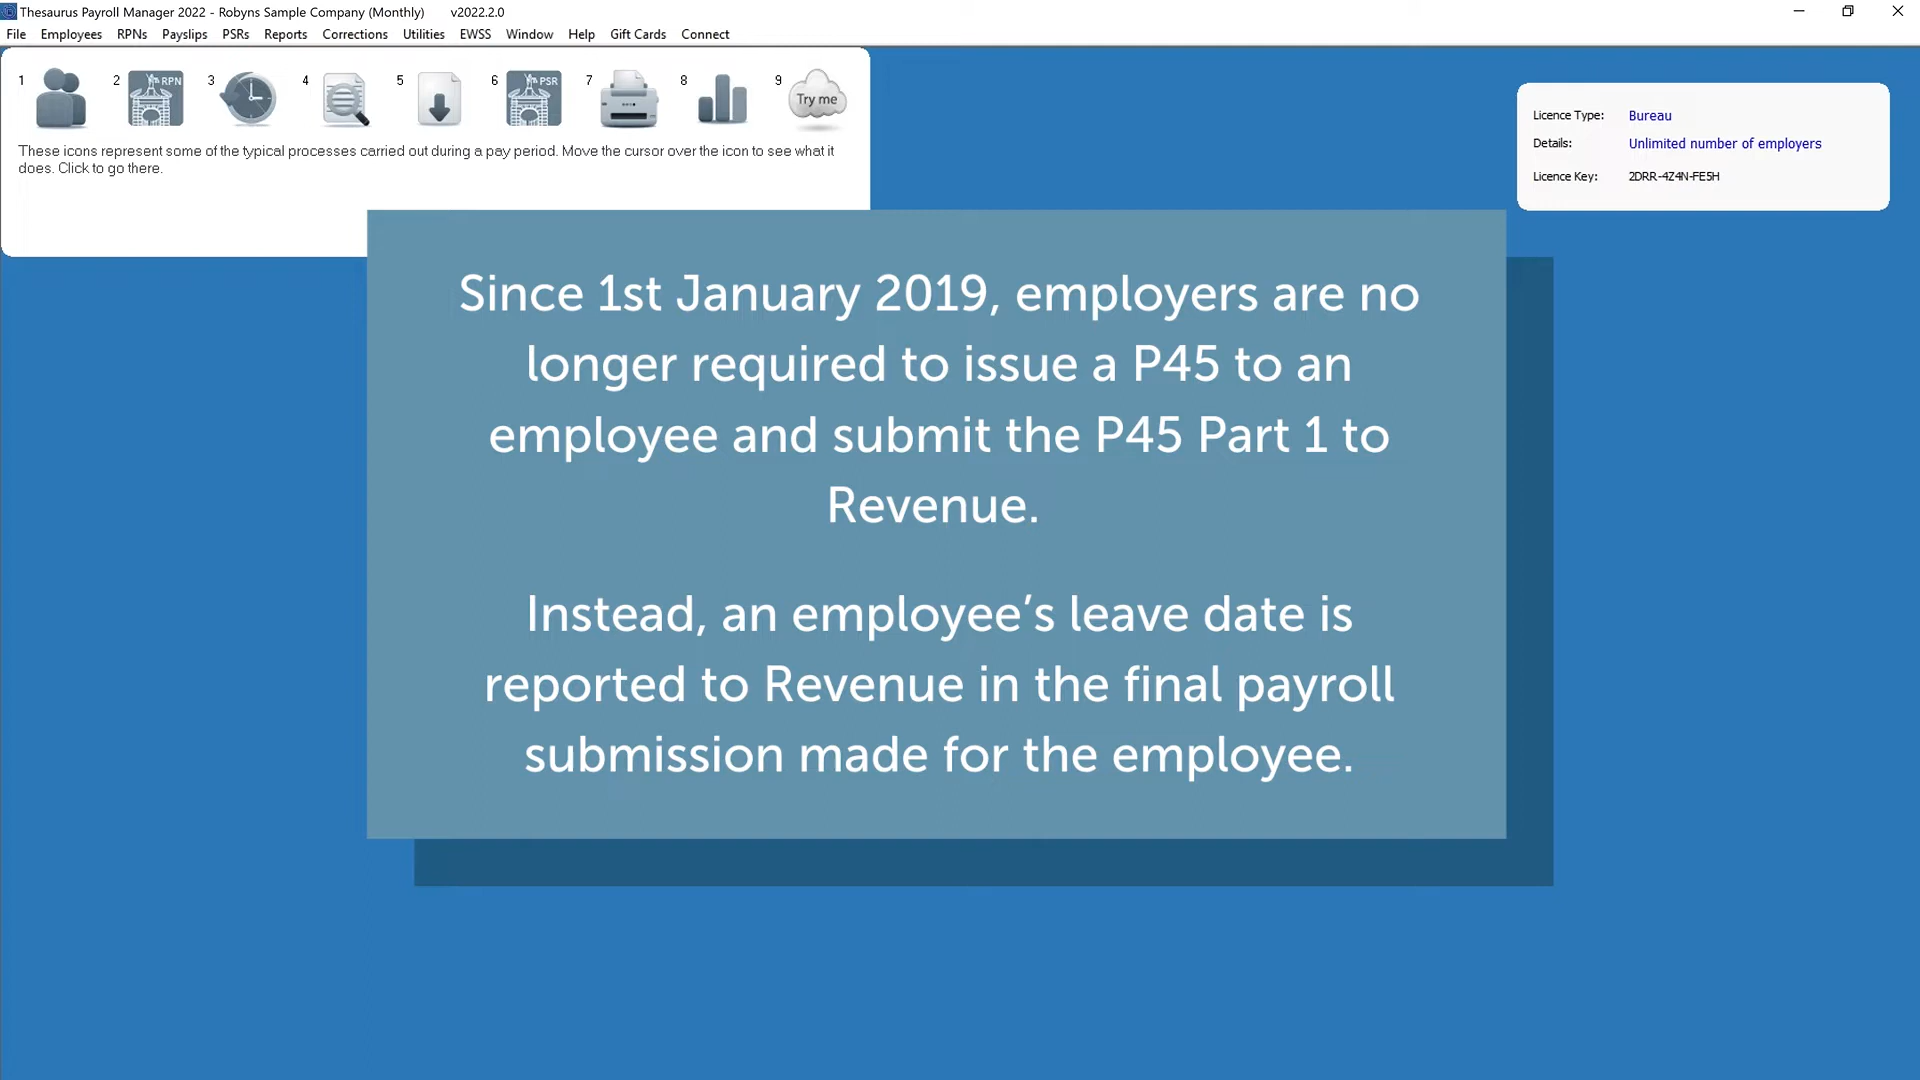 Thesaurus Payroll Manager 2022 - Robyns Sample Company (Monthly) v2022.2.0
File Employees RPNs Payslips PSRs Reports Corrections Utilities EWSS Window Help Gift Cards Connect
1 2 RPN 3 4 5 6 PSR 7 8 9 Try me
These icons represent some of the typical processes carried out during a pay period. Move the cursor over the icon to see what it
does. Click to go there.
Licence Type: Bureau
Details: Unlimited number of employers
Licence Key: 2DRR-4Z4N-FE5H
Since 1st January 2019, employers are no
longer required to issue a P45 to an
employee and submit the P45 Part 1 to
Revenue.
Instead, an employee’s leave date is
reported to Revenue in the final payroll
submission made for the employee.